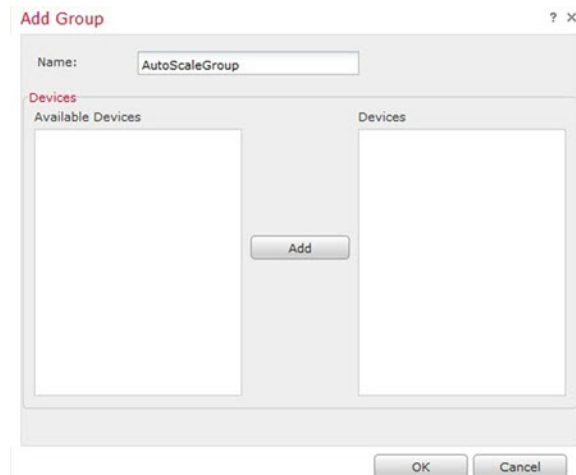 Add Group ? X
Name: AutoScaleGroup
Devices
Available Devices Devices
Add
OK Cancel